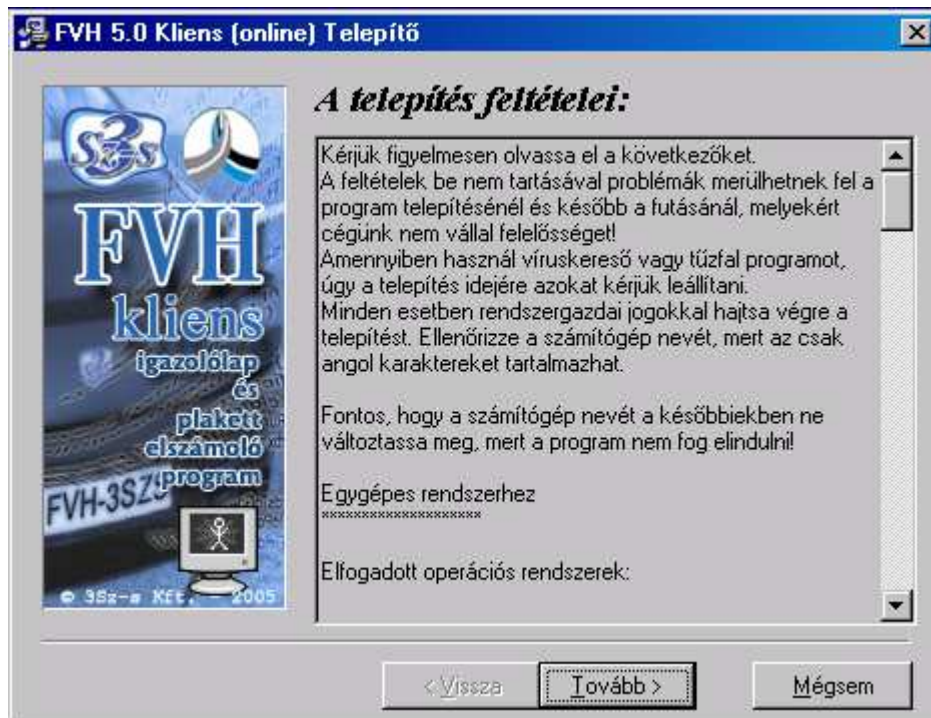 FVH 5.0 Kliens (online) Telepítő
A telepítés feltételei:
3
Sz-s
FVH
kliens
igazolólap
és
plakett
elszámoló
program
FVH-3SZS
© 3Sz-s Kft. - 2005
Kérjük figyelmesen olvassa el a következőket.
A feltételek be nem tartásával problémák merülhetnek fel a
program telepítésénél és később a futásánál, melyekért
cégünk nem vállal felelősséget!
Amennyiben használ víruskereső vagy tűzfal programot,
úgy a telepítés idejére azokat kérjük leállítani.
Minden esetben rendszergazdai jogokkal hajtsa végre a
telepítést. Ellenőrizze a számítógép nevét, mert az csak
angol karaktereket tartalmazhat.
Fontos, hogy a számítógép nevét a későbbiekben ne
változtassa meg, mert a program nem fog elindulni!
Egygépes rendszerhez
********************
Elfogadott operációs rendszerek:
< Vissza
Tovább >
Mégsem